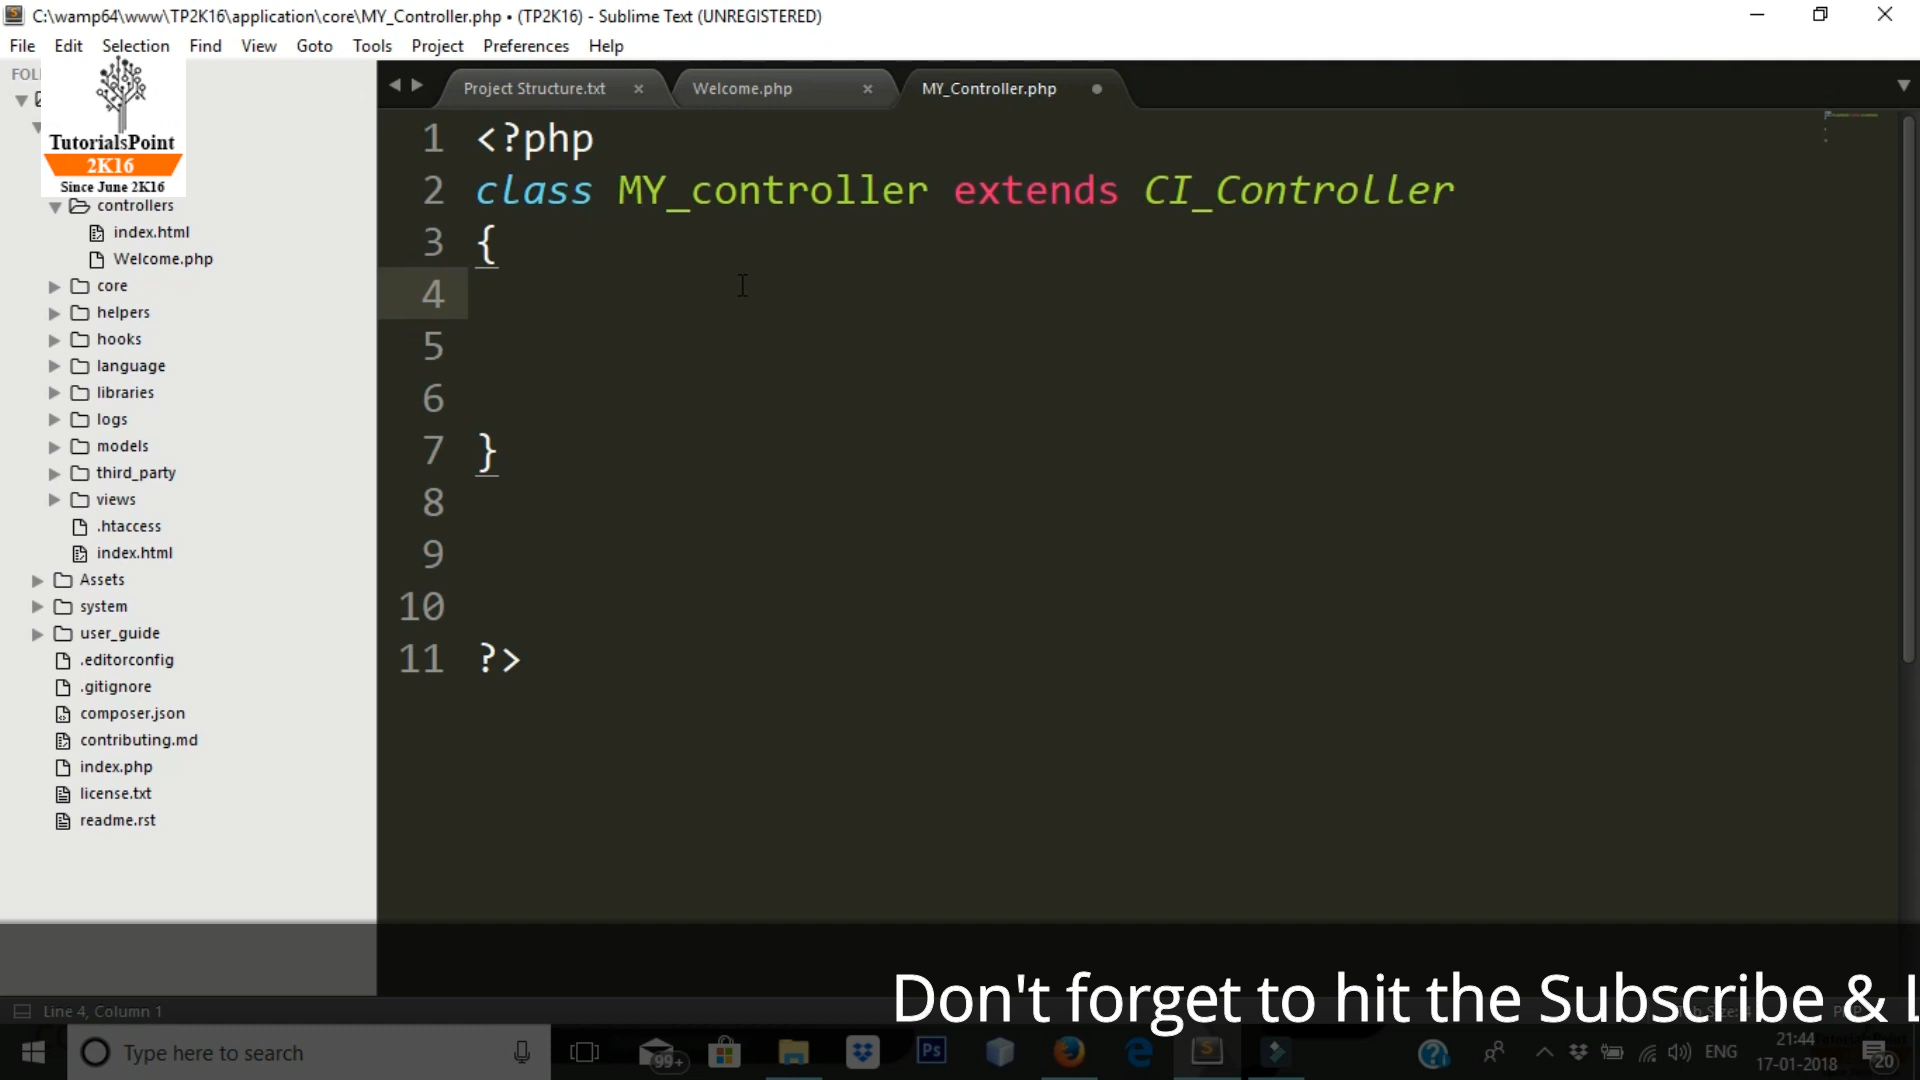 C:\wamp64\www\TP2K16\application\core\MY_Controller.php • (TP2K16) - Sublime Text (UNREGISTERED)
File Edit Selection Find View Goto Tools Project Preferences Help
TutorialsPoint
2K16
Since June 2K16
controllers
index.html
Welcome.php
core
helpers
hooks
language
libraries
logs
models
third_party
views
.htaccess
index.html
Assets
system
user_guide
.editorconfig
.gitignore
composer.json
contributing.md
index.php
license.txt
readme.rst
Project Structure.txt × Welcome.php × MY_Controller.php
1 <?php
2 class MY_controller extends CI_Controller
3 {
4
5
6
7 }
8
9
10
11 ?>
Don't forget to hit the Subscribe &
Line 4, Column 1
Type here to search
99+
Ps
ENG
21:44
17-01-2018
20